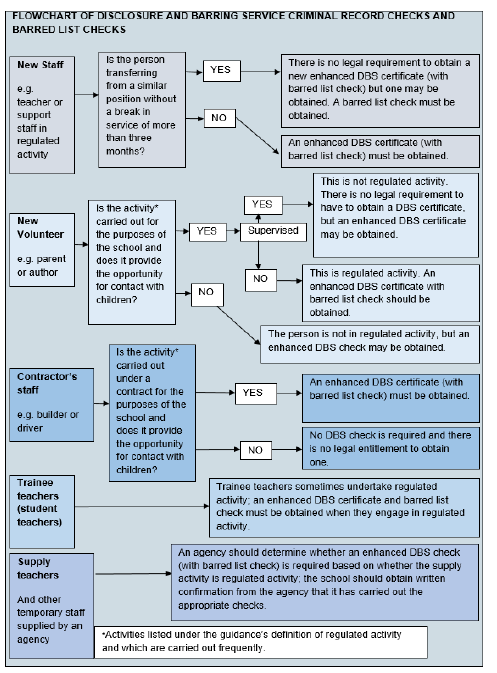 FLOWCHART OF DISCLOSURE AND BARRING SERVICE CRIMINAL RECORD CHECKS AND
BARRED LIST CHECKS
New Staff
e.g.
teacher or
support
staff in
regulated
activity
Is the person
transferring
from a similar
position without
a break in
service of more
than three
months?
YES
There is no legal requirement to obtain a
new enhanced DBS certificate (with
barred list check) but one may be
obtained. A barred list check must be
obtained.
NO
An enhanced DBS certificate (with
barred list check) must be obtained.
New
Volunteer
e.g. parent
or author
Is the activity*
carried out for
the purposes of
the school and
does it provide
the opportunity
for contact with
children?
YES
Supervised
YES
This is not regulated activity.
There is no legal requirement to
have to obtain a DBS certificate,
but an enhanced DBS certificate
may be obtained.
NO
This is regulated activity. An
enhanced DBS certificate with
barred list check should be
obtained.
NO
The person is not in regulated activity, but an
enhanced DBS check may be obtained.
Contractor's
staff
e.g. builder or
driver
Is the activity*
carried out
under a
contract for the
purposes of the
school and
does it provide
the opportunity
for contact with
children?
YES
An enhanced DBS certificate (with
barred list check) must be obtained.
NO
No DBS check is required and there
is no legal entitlement to obtain
one.
Trainee
teachers
(student
teachers)
Trainee teachers sometimes undertake regulated
activity; an enhanced DBS certificate and barred list
check must be obtained when they engage in regulated
activity.
Supply
teachers
And other
temporary staff
supplied by an
agency
An agency should determine whether an enhanced DBS check
(with barred list check) is required based on whether the supply
activity is regulated activity; the school should obtain written
confirmation from the agency that it has carried out the
appropriate checks.
*Activities listed under the guidance's definition of regulated activity
and which are carried out frequently.